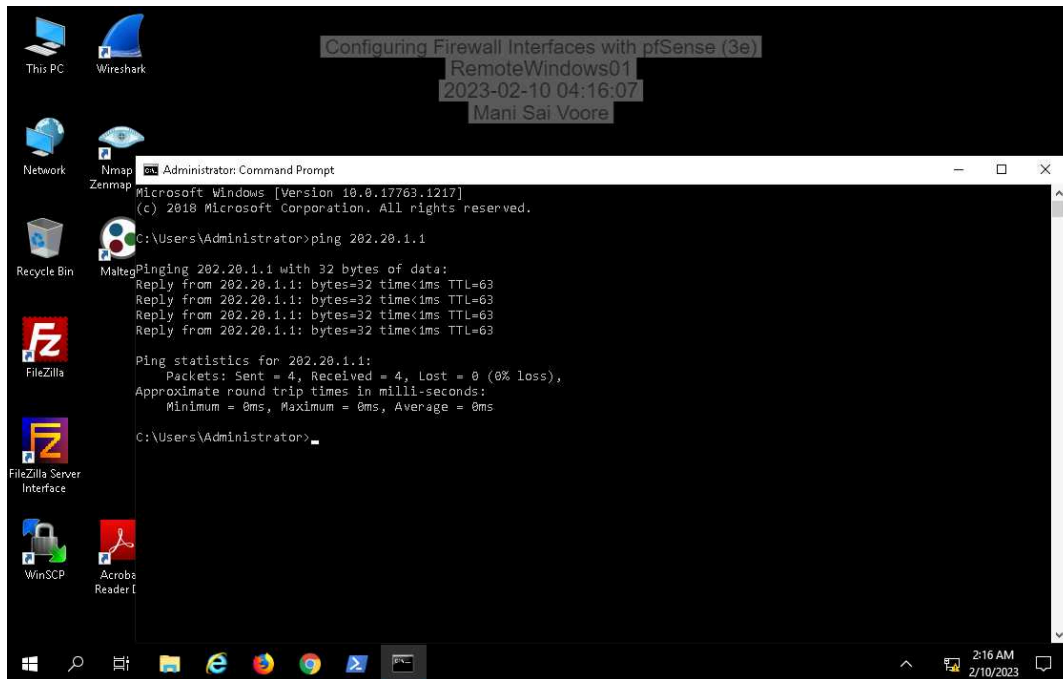 This PC
Wireshark
Configuring Firewall Interfaces with pfSense (3e)
RemoteWindows01
2023-02-10 04:16:07
Mani Sai Voore
Network
Nmap
Zenmap
Recycle Bin
Malteg
FileZilla
FileZilla Server
Interface
WinSCP
Acroba
Reader D
Administrator: Command Prompt
Microsoft Windows [Version 10.0.17763.1217]
(c) 2018 Microsoft Corporation. All rights reserved.
C:\Users\Administrator>ping 202.20.1.1
Pinging 202.20.1.1 with 32 bytes of data:
Reply from 202.20.1.1: bytes=32 time<1ms TTL=63
Reply from 202.20.1.1: bytes=32 time<1ms TTL=63
Reply from 202.20.1.1: bytes=32 time<1ms TTL=63
Reply from 202.20.1.1: bytes=32 time<1ms TTL=63
Ping statistics for 202.20.1.1:
Packets: Sent = 4, Received = 4, Lost = 0 (0% loss),
Approximate round trip times in milli-seconds:
Minimum = 0ms, Maximum = 0ms, Average = 0ms
C:\Users\Administrator>
2:16 AM
2/10/2023